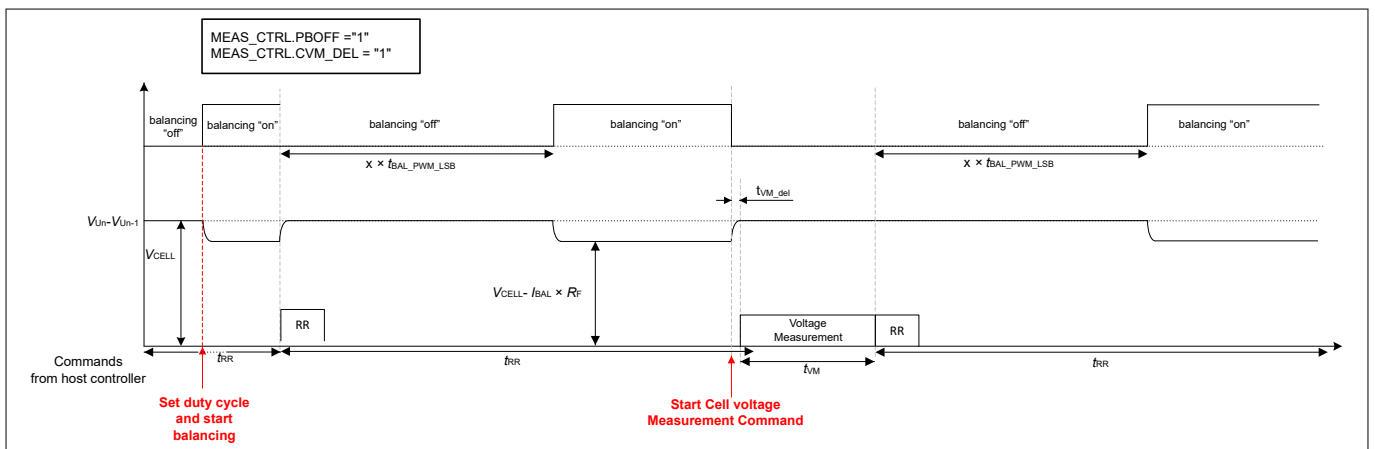 MEAS_CTRL.PBOFF ="1"
MEAS_CTRL.CVM_DEL = "1"
balancing
“off”
balancing “on”
balancing “off”
balancing “on”
balancing “off”
balancing “on”
x × tBAL_PWM_LSB
x × tBAL_PWM_LSB
tVM_del
VUn-VUn-1
VCELL
VCELL- IBAL × RF
RR
Voltage
Measurement
RR
Commands
from host controller
tRR
tRR
tVM
tRR
Set duty cycle
and start
balancing
Start Cell voltage
Measurement Command